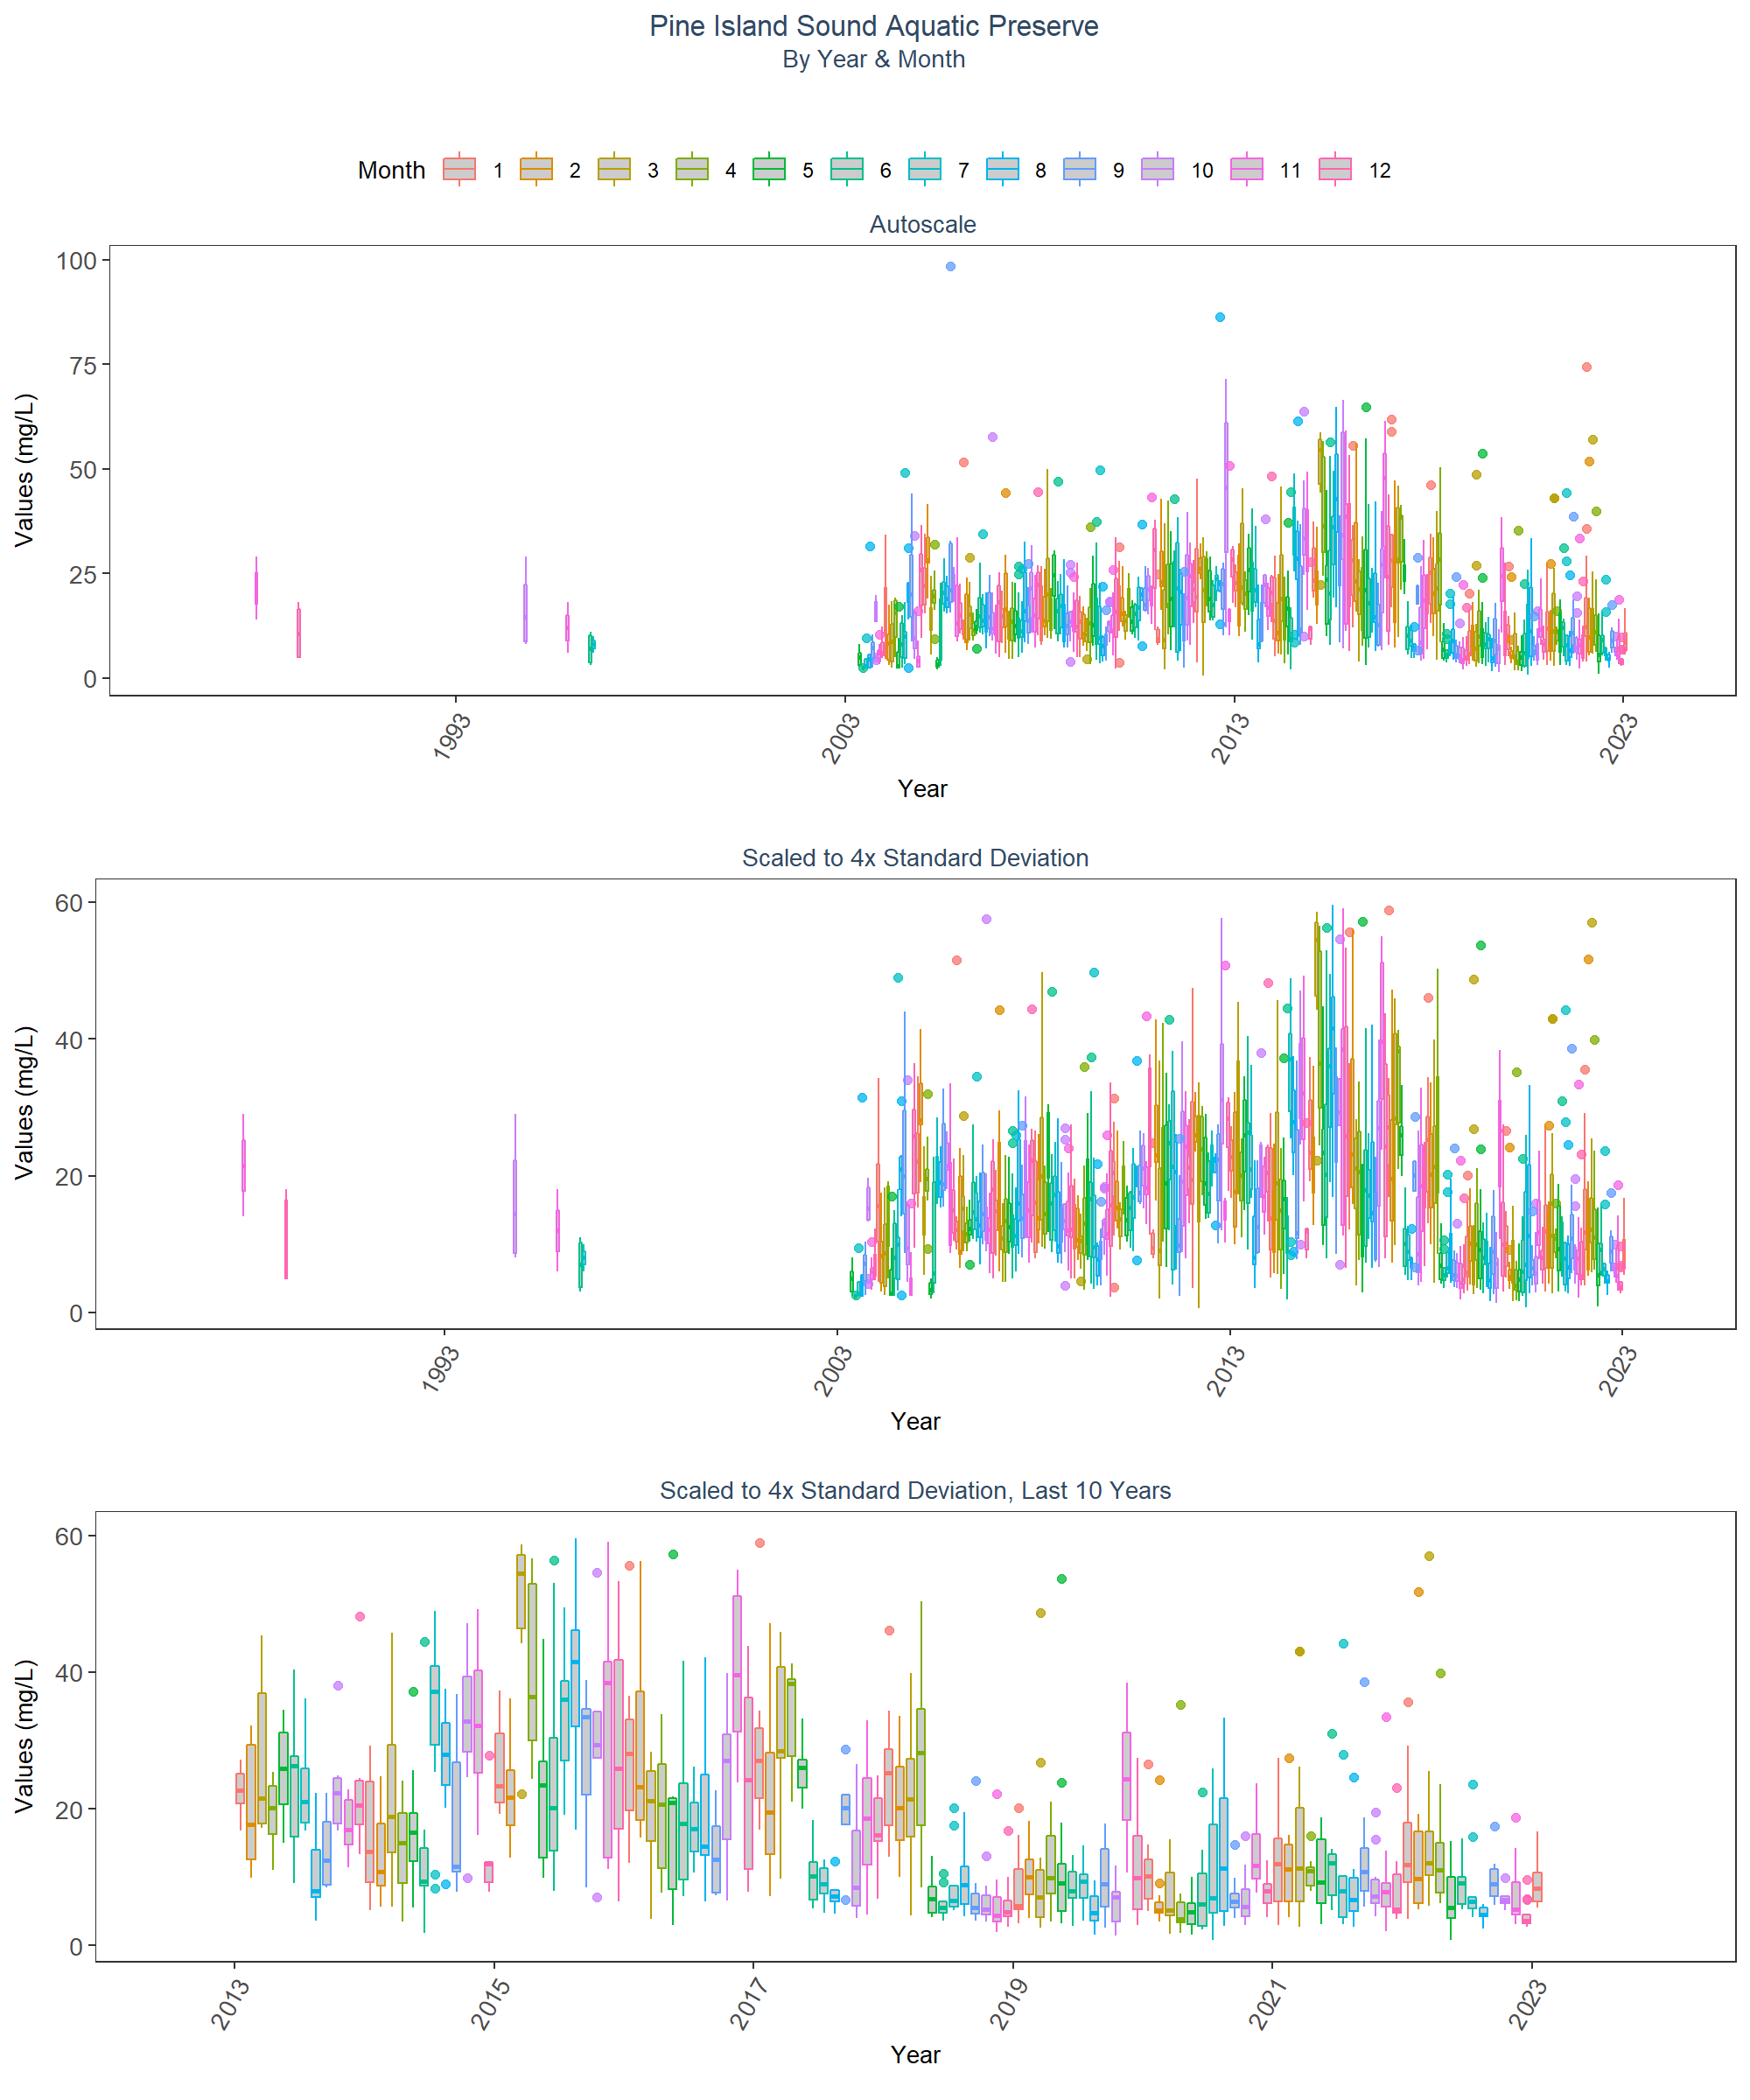 Pine Island Sound Aquatic Preserve
By Year & Month
Month 1 2 3 4 5 6 7 8 9 10 11 12
Autoscale
Values (mg/L)
100
75
50
25
0
1993 2003 2013 2023
Year
Scaled to 4x Standard Deviation
Values (mg/L)
60
40
20
0
1993 2003 2013 2023
Year
Scaled to 4x Standard Deviation, Last 10 Years
Values (mg/L)
60
40
20
0
2013 2015 2017 2019 2021 2023
Year